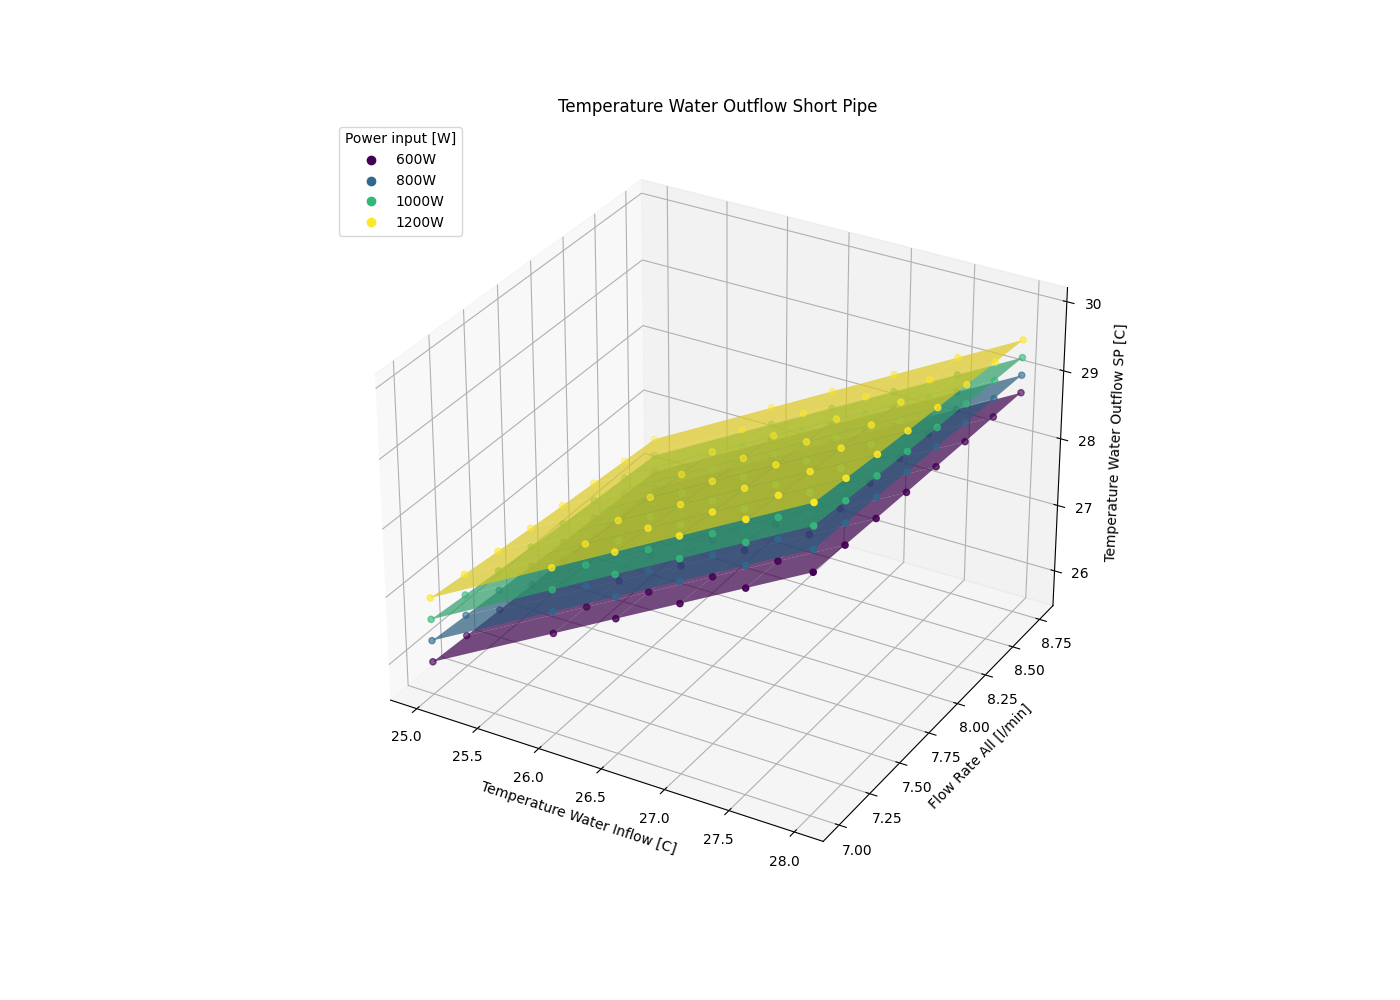 Temperature Water Outflow Short Pipe
Power input [W]
600W
800W
1000W
1200W
30
29
28
27
26
Temperature Water Outflow SP [C]
8.75
8.50
8.25
8.00
7.75
7.50
7.25
7.00
Flow Rate All [l/min]
25.0
25.5
26.0
26.5
27.0
27.5
28.0
Temperature Water Inflow [C]